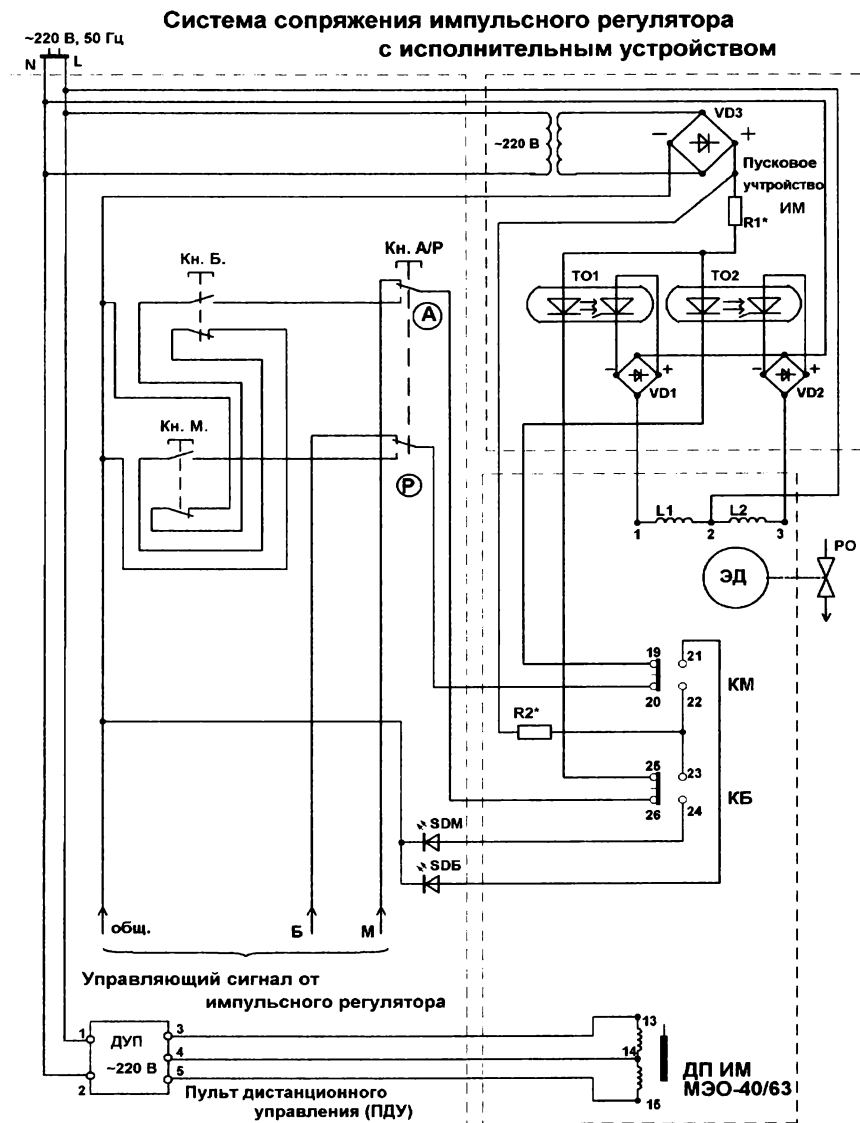 Система сопряжения импульсного регулятора
с исполнительным устройством
~220 В, 50 Гц
N L
VD3
− +
~220 В
Пусковое
учтройство
ИМ
R1*
Кн. Б.
Кн. А/Р
А
ТО1
ТО2
− +
VD1
− +
VD2
Кн. М.
Р
L1 L2
1 2 3
РО
ЭД
19 21
КМ
20 22
R2*
25 23
КБ
26 24
SDМ
SDБ
общ.
Б
М
Управляющий сигнал от
импульсного регулятора
1 3
ДУП
4
~220 В
2 5
13
14
15
ДП ИМ
МЭО-40/63
Пульт дистанционного
управления (ПДУ)